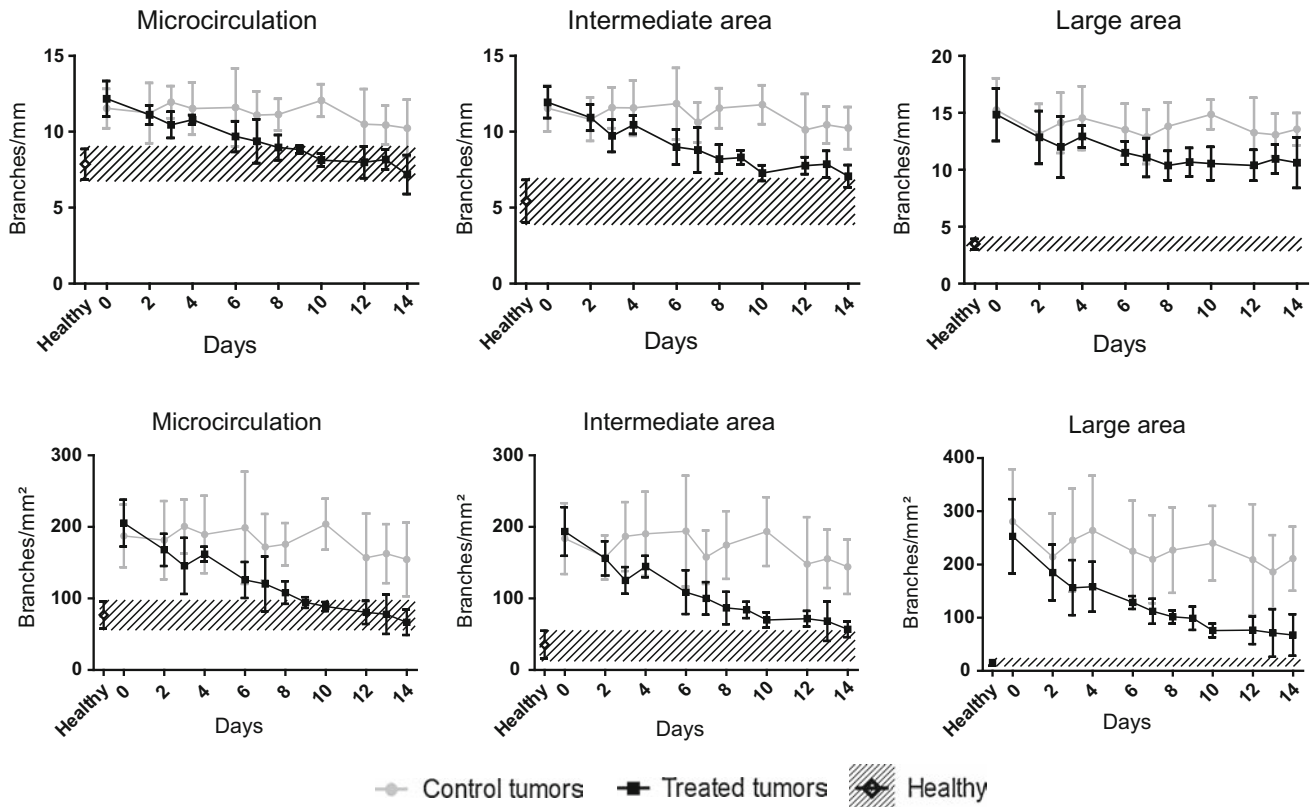 Microcirculation
Intermediate area
Large area
Branches/mm
15
10
5
0
Healthy
0
2
4
6
8
10
12
14
Days
Branches/mm
15
10
5
0
Healthy
0
2
4
6
8
10
12
14
Days
Branches/mm
20
15
10
5
0
Healthy
0
2
4
6
8
10
12
14
Days
Microcirculation
Intermediate area
Large area
Branches/mm²
300
200
100
0
Healthy
0
2
4
6
8
10
12
14
Days
Branches/mm²
300
200
100
0
Healthy
0
2
4
6
8
10
12
14
Days
Branches/mm²
400
300
200
100
0
Healthy
0
2
4
6
8
10
12
14
Days
Control tumors Treated tumors Healthy